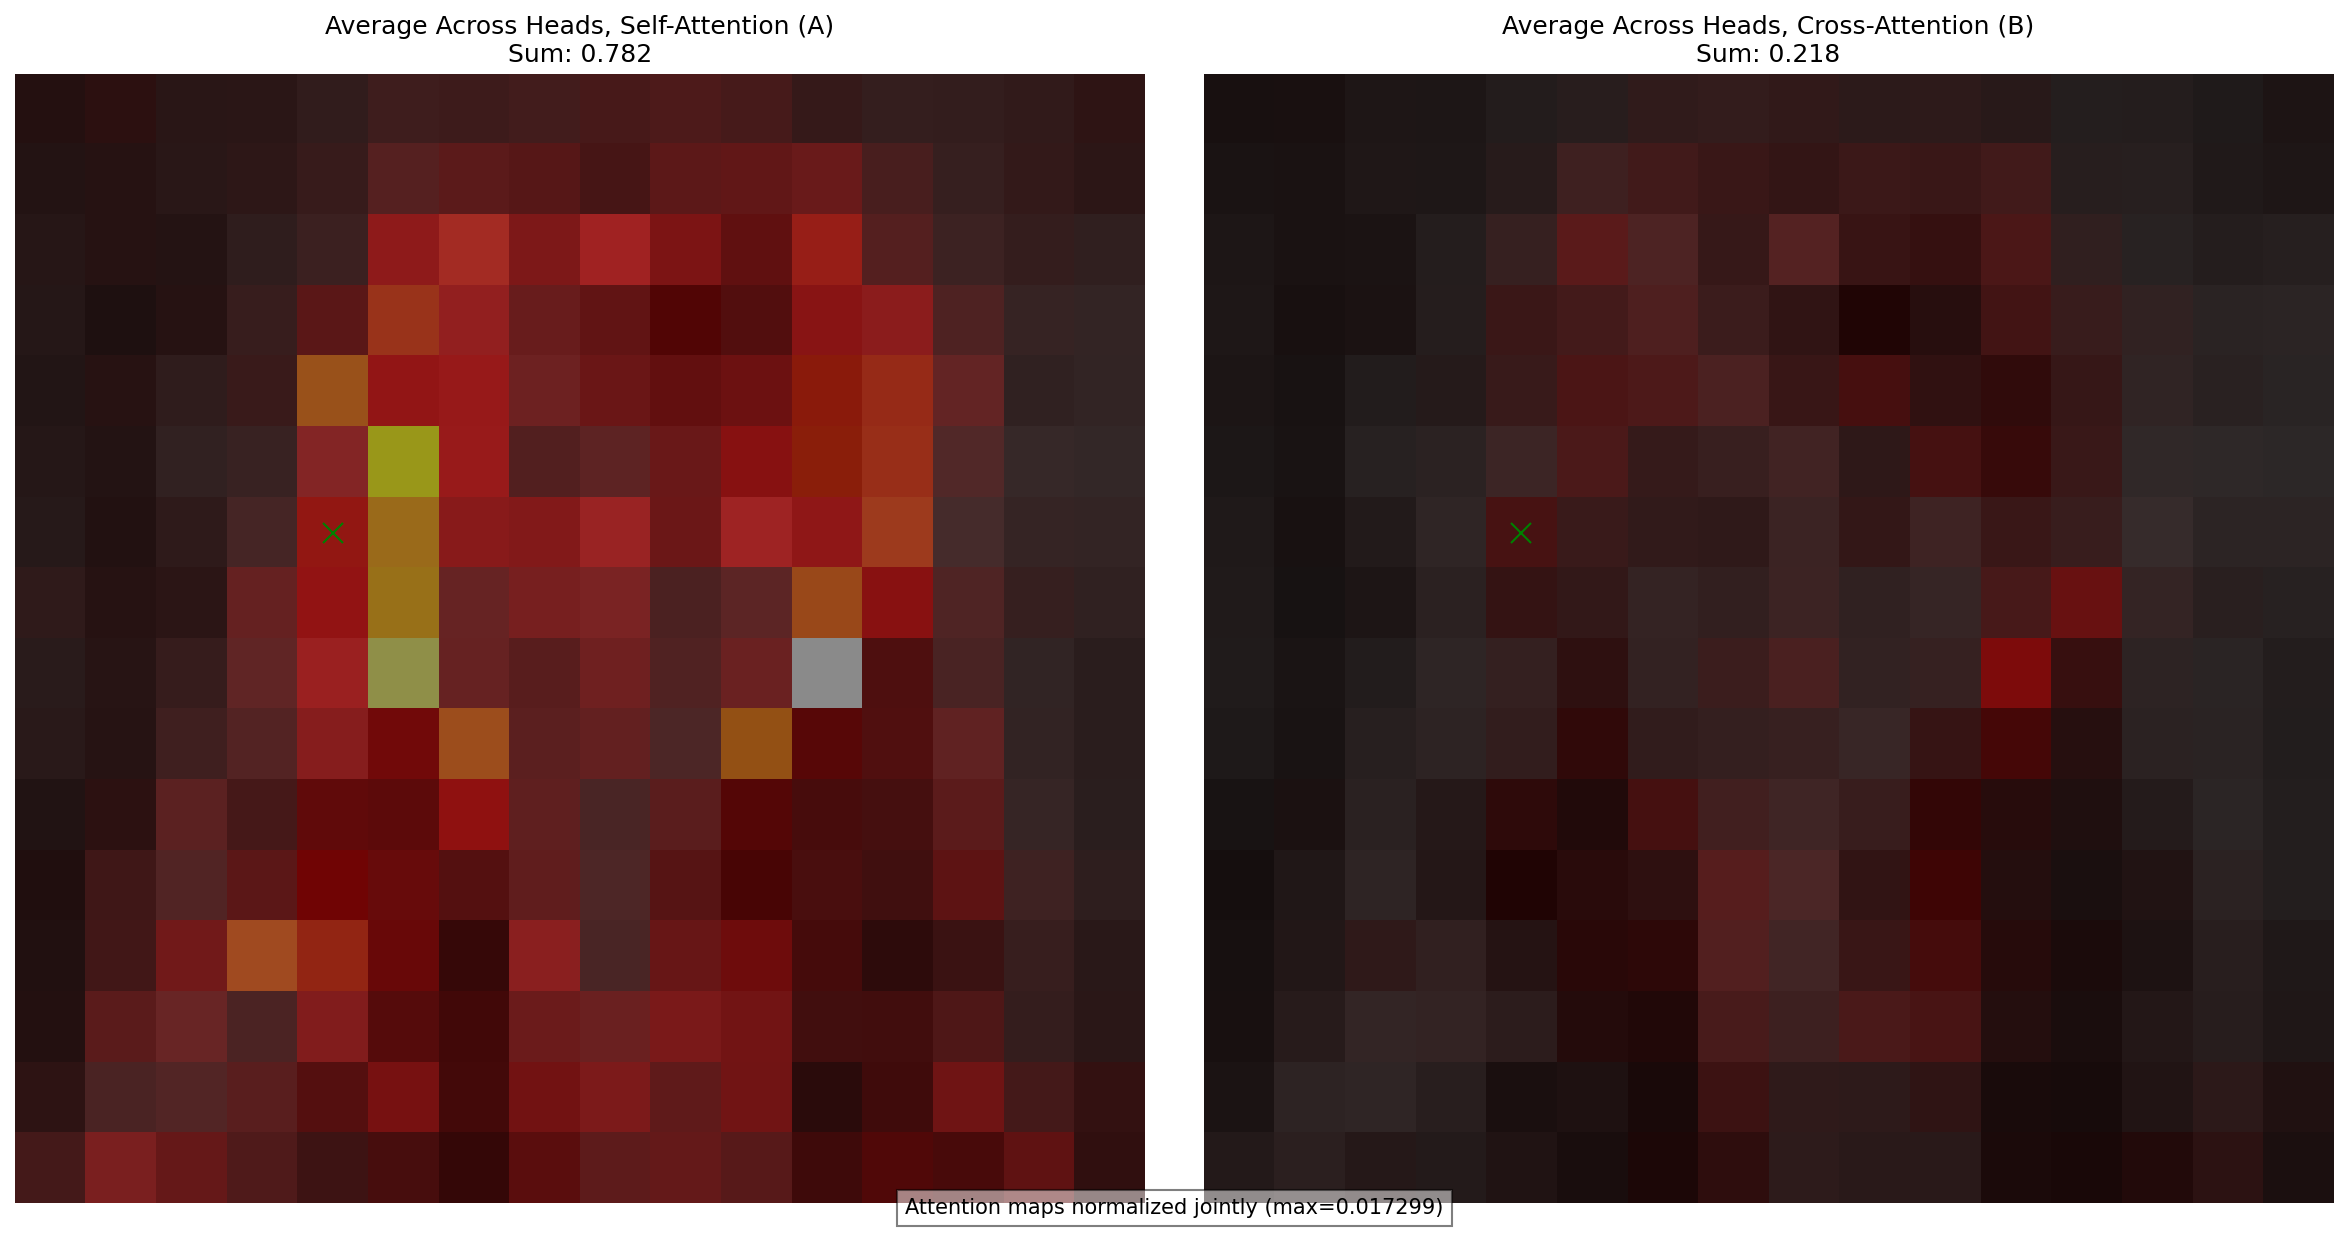 Average Across Heads, Self-Attention (A)
Sum: 0.782
Average Across Heads, Cross-Attention (B)
Sum: 0.218
Attention maps normalized jointly (max=0.017299)